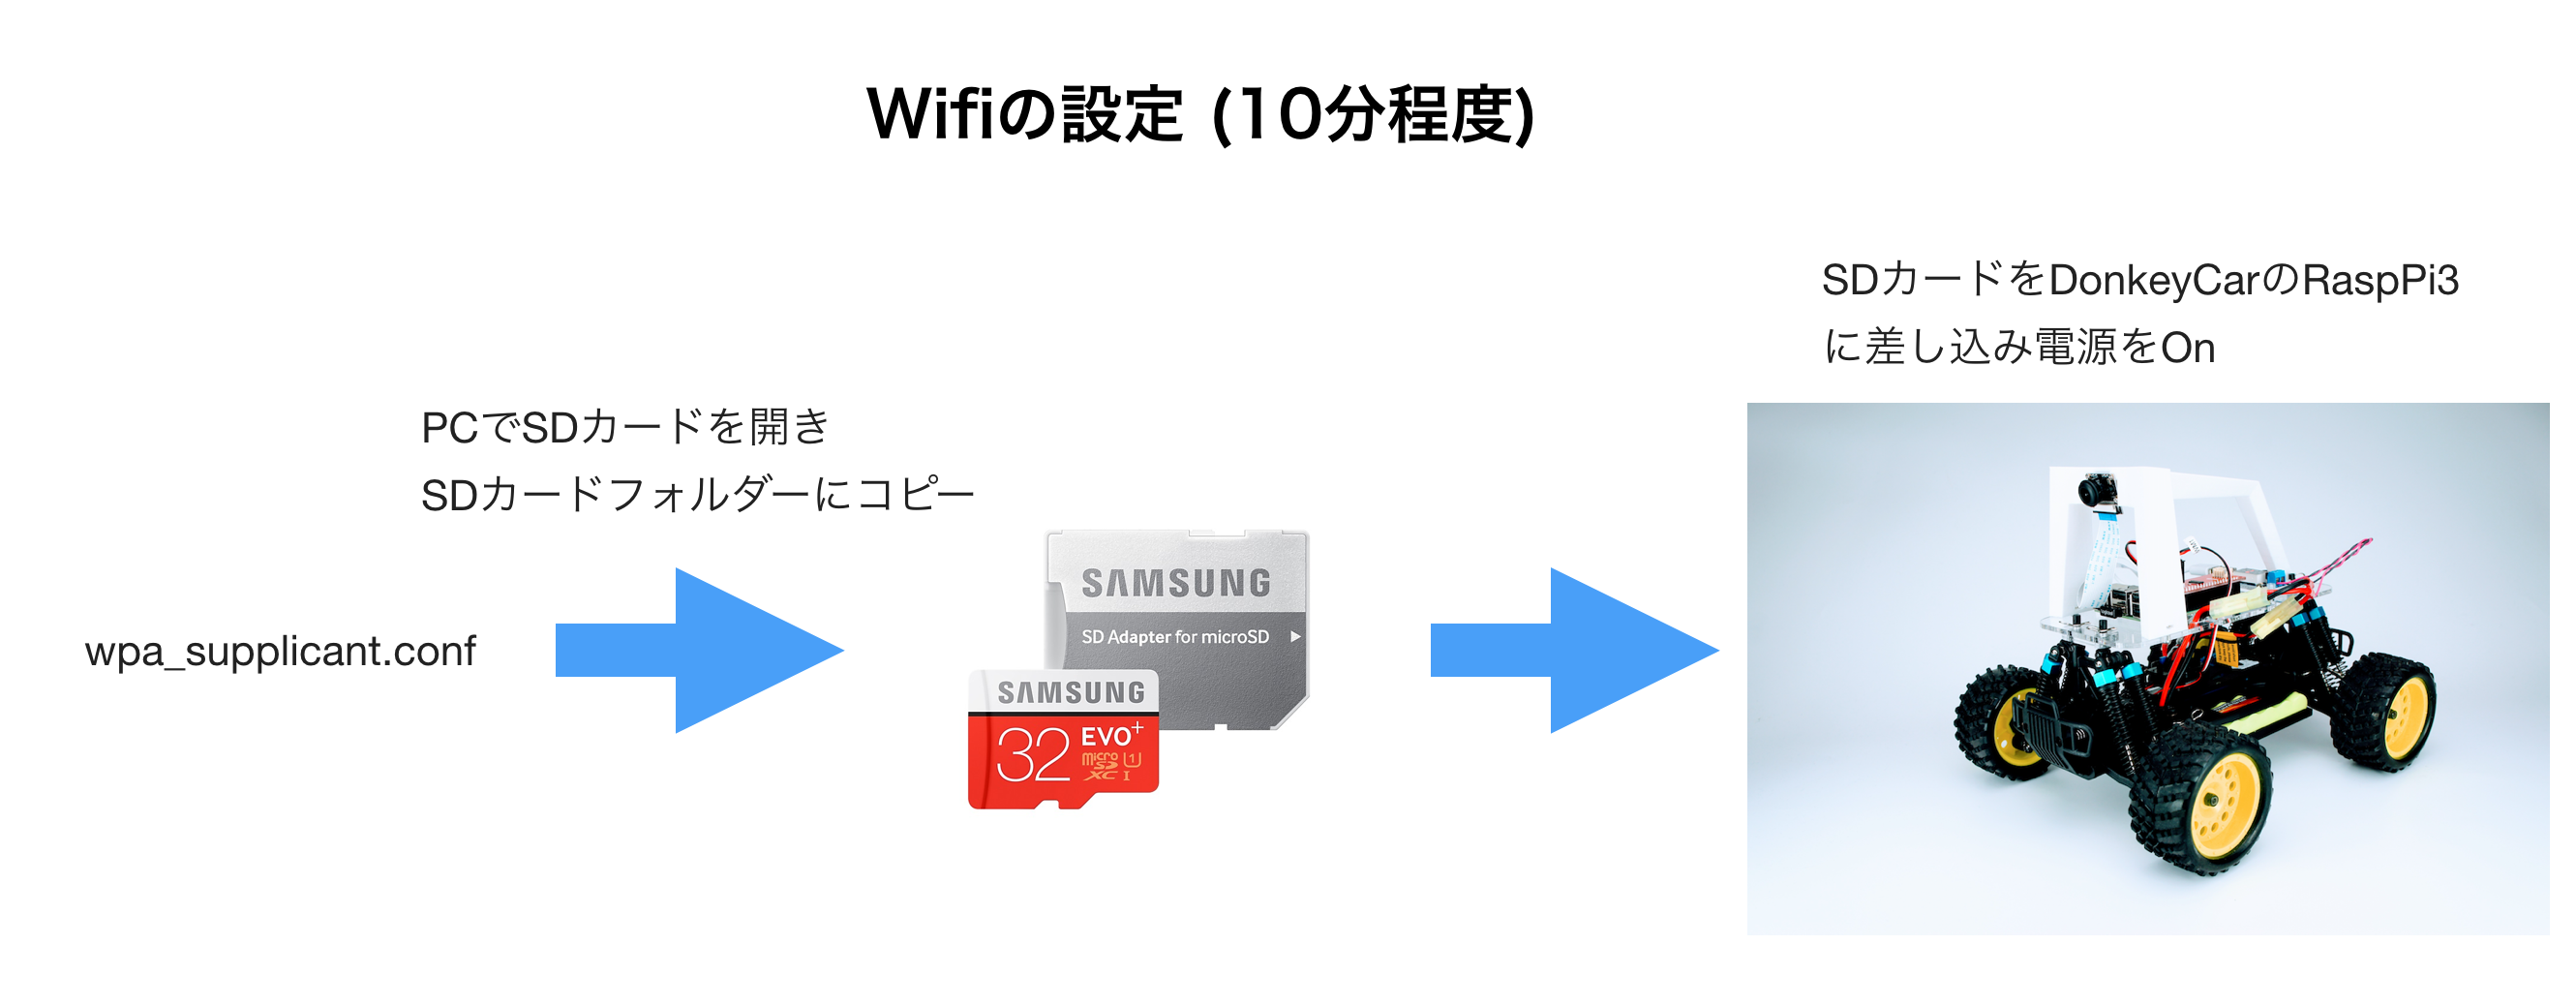 Wifiの設定 (10分程度)
SDカードをDonkeyCarのRaspPi3
に差し込み電源をOn
PCでSDカードを開き
SDカードフォルダーにコピー
wpa_supplicant.conf
SAMSUNG
SD Adapter for microSD
SAMSUNG
32 EVO+
micro SD XC I U1